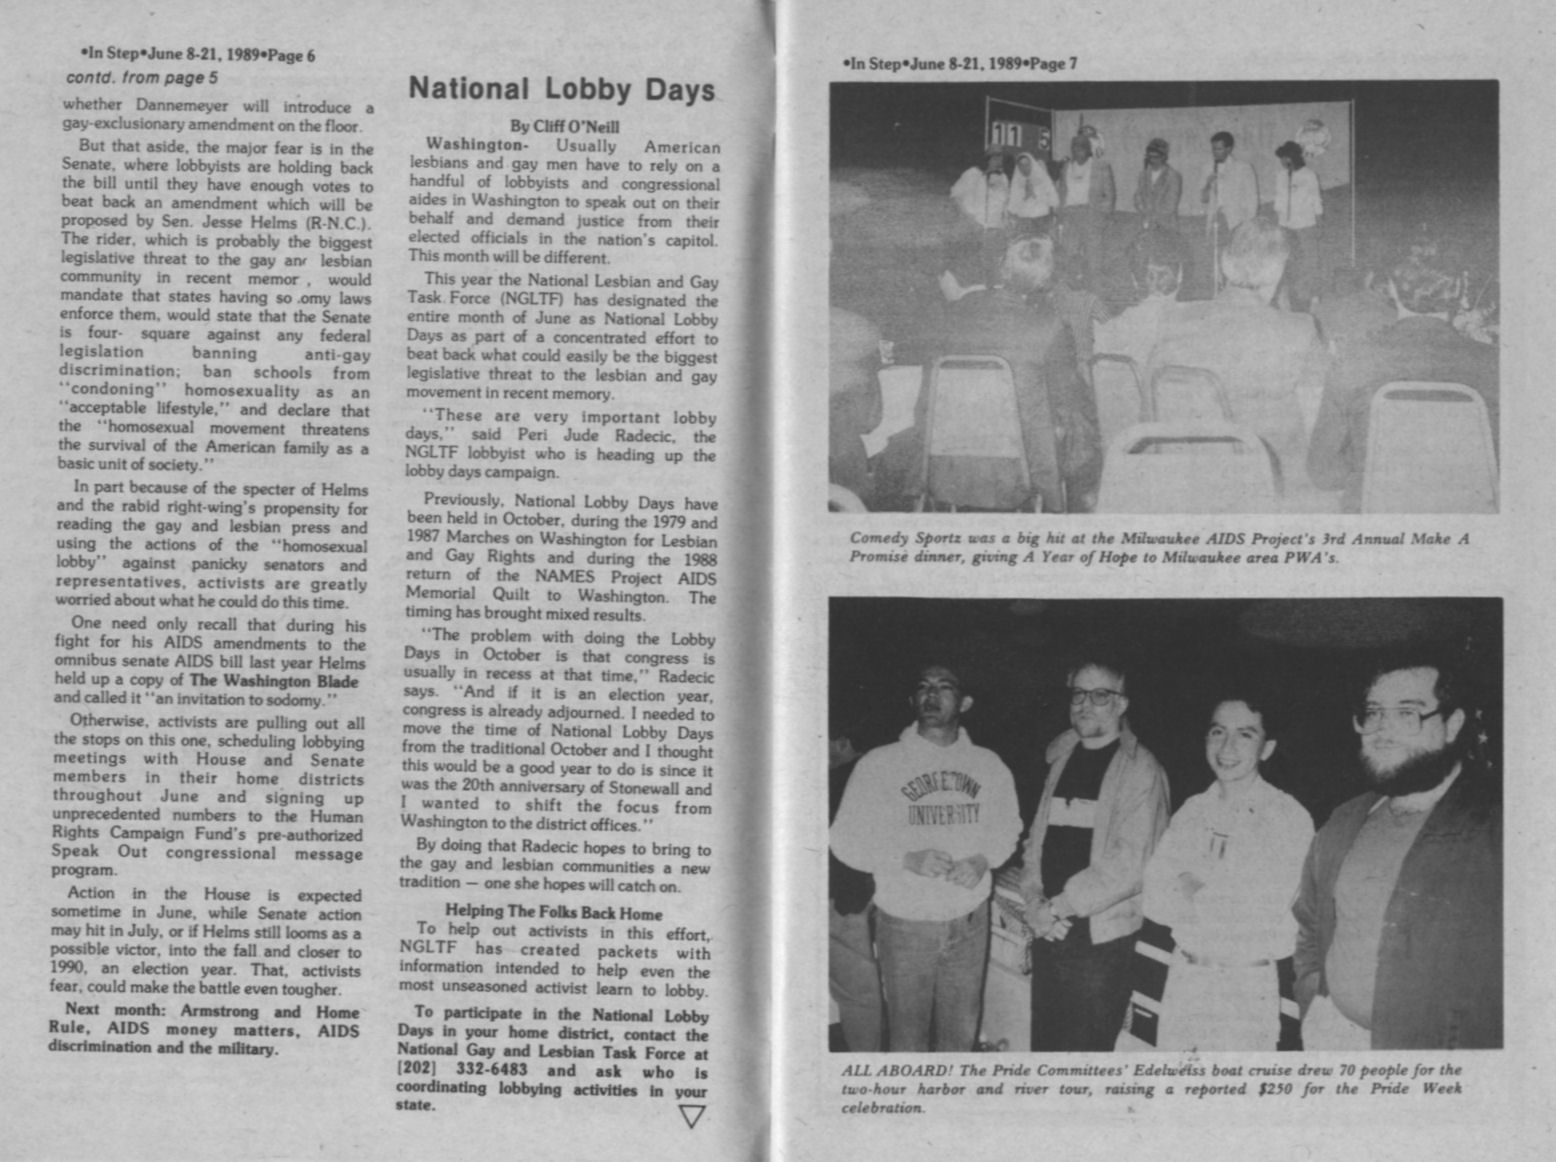 •In Step•June 8-21, 1989•Page 6
contd. from page 5
whether Dannemeyer will introduce a
gay-exclusionary amendment on the floor.
But that aside, the major fear is in the
Senate, where lobbyists are holding back
the bill until they have enough votes to
beat back an amendment which will be
proposed by Sen. Jesse Helms (R-N.C.).
The rider, which is probably the biggest
legislative threat to the gay and lesbian
community in recent memor , would
mandate that states having so .omy laws
enforce them, would state that the Senate
is four- square against any federal
legislation banning anti-gay
discrimination; ban schools from
"condoning" homosexuality as an
"acceptable lifestyle," and declare that
the "homosexual movement threatens
the survival of the American family as a
basic unit of society."
In part because of the specter of Helms
and the rabid right-wing's propensity for
reading the gay and lesbian press and
using the actions of the "homosexual
lobby" against panicky senators and
representatives, activists are greatly
worried about what he could do this time.
One need only recall that during his
fight for his AIDS amendments to the
omnibus senate AIDS bill last year Helms
held up a copy of The Washington Blade
and called it "an invitation to sodomy."
Otherwise, activists are pulling out all
the stops on this one, scheduling lobbying
meetings with House and Senate
members in their home districts
throughout June and signing up
unprecedented numbers to the Human
Rights Campaign Fund's pre-authorized
Speak Out congressional message
program.
Action in the House is expected
sometime in June, while Senate action
may hit in July, or if Helms still looms as a
possible victor, into the fall and closer to
1990, an election year. That, activists
fear, could make the battle even tougher.
Next month: Armstrong and Home
Rule, AIDS money matters, AIDS
discrimination and the military.
National Lobby Days
By Cliff O'Neill
Washington- Usually American
lesbians and gay men have to rely on a
handful of lobbyists and congressional
aides in Washington to speak out on their
behalf and demand justice from their
elected officials in the nation's capitol.
This month will be different.
This year the National Lesbian and Gay
Task Force (NGLTF) has designated the
entire month of June as National Lobby
Days as part of a concentrated effort to
beat back what could easily be the biggest
legislative threat to the lesbian and gay
movement in recent memory.
"These are very important lobby
days," said Peri Jude Radecic, the
NGLTF lobbyist who is heading up the
lobby days campaign.
Previously, National Lobby Days have
been held in October, during the 1979 and
1987 Marches on Washington for Lesbian
and Gay Rights and during the 1988
return of the NAMES Project AIDS
Memorial Quilt to Washington. The
timing has brought mixed results.
"The problem with doing the Lobby
Days in October is that congress is
usually in recess at that time," Radecic
says. "And if it is an election year,
congress is already adjourned. I needed to
move the time of National Lobby Days
from the traditional October and I thought
this would be a good year to do is since it
was the 20th anniversary of Stonewall and
I wanted to shift the focus from
Washington to the district offices."
By doing that Radecic hopes to bring to
the gay and lesbian communities a new
tradition — one she hopes will catch on.
Helping The Folks Back Home
To help out activists in this effort,
NGLTF has created packets with
information intended to help even the
most unseasoned activist learn to lobby.
To participate in the National Lobby
Days in your home district, contact the
National Gay and Lesbian Task Force at
[202] 332-6483 and ask who is
coordinating lobbying activities in your
state.
•In Step•June 8-21, 1989•Page 7
11 5
Comedy Sportz was a big hit at the Milwaukee AIDS Project's 3rd Annual Make A
Promise dinner, giving A Year of Hope to Milwaukee area PWA's.
GEORGETOWN
UNIVERSITY
ALL ABOARD! The Pride Committees' Edelweiss boat cruise drew 70 people for the
two-hour harbor and river tour, raising a reported $250 for the Pride Week
celebration.